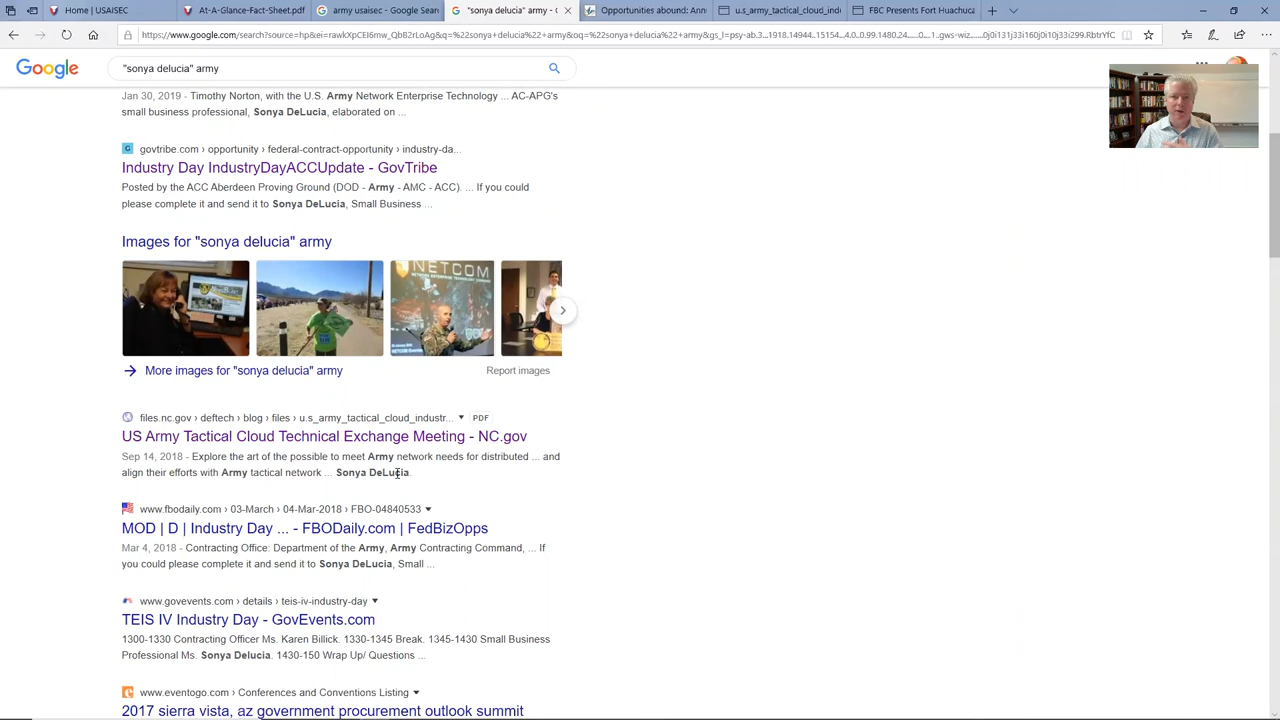 Home | USAISEC
At-A-Glance-Fact-Sheet.pdf
army usaisec - Google Sear
"sonya delucia" army - G
Opportunities abound: Ann
u.s_army_tactical_cloud_ind
FBC Presents Fort Huachuca
Google
"sonya delucia" army
Jan 30, 2019 - Timothy Norton, with the U.S. Army Network Enterprise Technology ... AC-APG's
small business professional, Sonya DeLucia, elaborated on ...
govtribe.com › opportunity › federal-contract-opportunity › industry-da...
Industry Day IndustryDayACCUpdate - GovTribe
Posted by the ACC Aberdeen Proving Ground (DOD - Army - AMC - ACC). ... If you could
please complete it and send it to Sonya DeLucia, Small Business ...
Images for "sonya delucia" army
NETCOM
More images for "sonya delucia" army
Report images
files.nc.gov › deftech › blog › files › u.s_army_tactical_cloud_industr... PDF
US Army Tactical Cloud Technical Exchange Meeting - NC.gov
Sep 14, 2018 - Explore the art of the possible to meet Army network needs for distributed ... and
align their efforts with Army tactical network ... Sonya DeLucia.
www.fbodaily.com › 03-March › 04-Mar-2018 › FBO-04840533
MOD | D | Industry Day ... - FBODaily.com | FedBizOpps
Mar 4, 2018 - Contracting Office: Department of the Army, Army Contracting Command, ... If
you could please complete it and send it to Sonya DeLucia, Small ...
www.govevents.com › details › teis-iv-industry-day
TEIS IV Industry Day - GovEvents.com
1300-1330 Contracting Officer Ms. Karen Billick. 1330-1345 Break. 1345-1430 Small Business
Professional Ms. Sonya Delucia. 1430-150 Wrap Up/ Questions ...
www.eventogo.com › Conferences and Conventions Listing
2017 sierra vista, az government procurement outlook summit